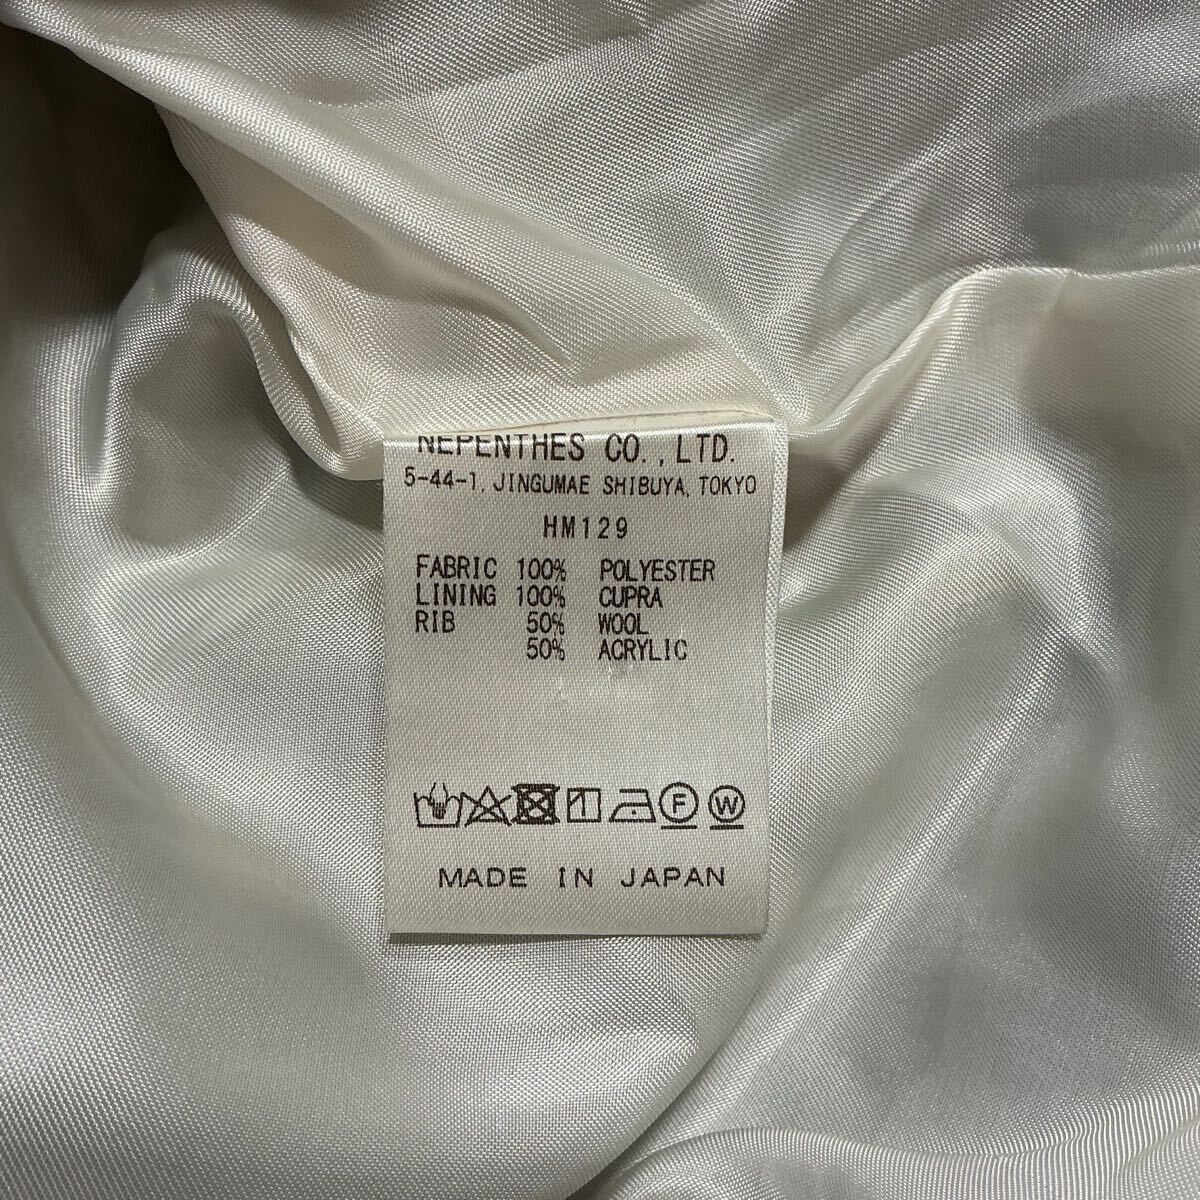 NEPENTHES CO., LTD.
5-44-1, JINGUMAE SHIBUYA, TOKYO
HM129
FABRIC 100% POLYESTER
LINING 100% CUPRA
RIB 50% WOOL
50% ACRYLIC
F W
MADE IN JAPAN